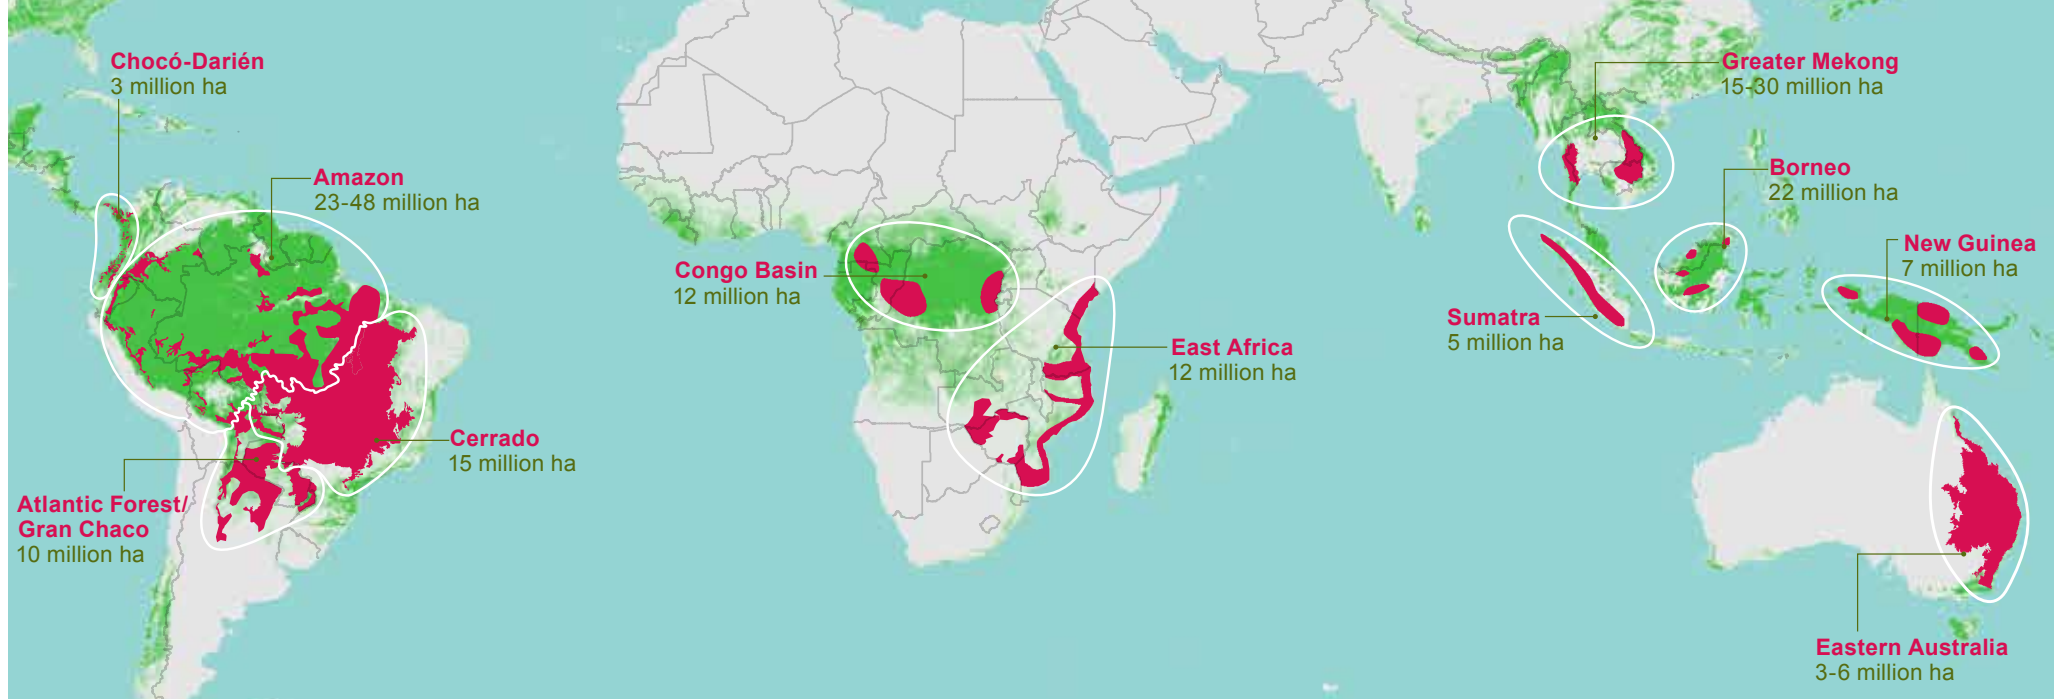 Chocó-Darién
3 million ha
Amazon
23-48 million ha
Cerrado
15 million ha
Atlantic Forest/
Gran Chaco
10 million ha
Congo Basin
12 million ha
East Africa
12 million ha
Greater Mekong
15-30 million ha
Borneo
22 million ha
New Guinea
7 million ha
Sumatra
5 million ha
Eastern Australia
3-6 million ha